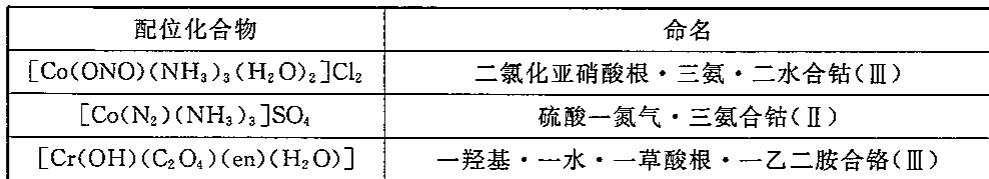 配位化合物 命名
[Co(ONO)(NH₃)₃(H₂O)₂]Cl₂ 二氯化亚硝酸根·三氨·二水合钴(Ⅲ)
[Co(N₂)(NH₃)₃]SO₄ 硫酸一氮气·三氨合钴(Ⅱ)
[Cr(OH)(C₂O₄)(en)(H₂O)] 一羟基·一水·一草酸根·一乙二胺合铬(Ⅲ)